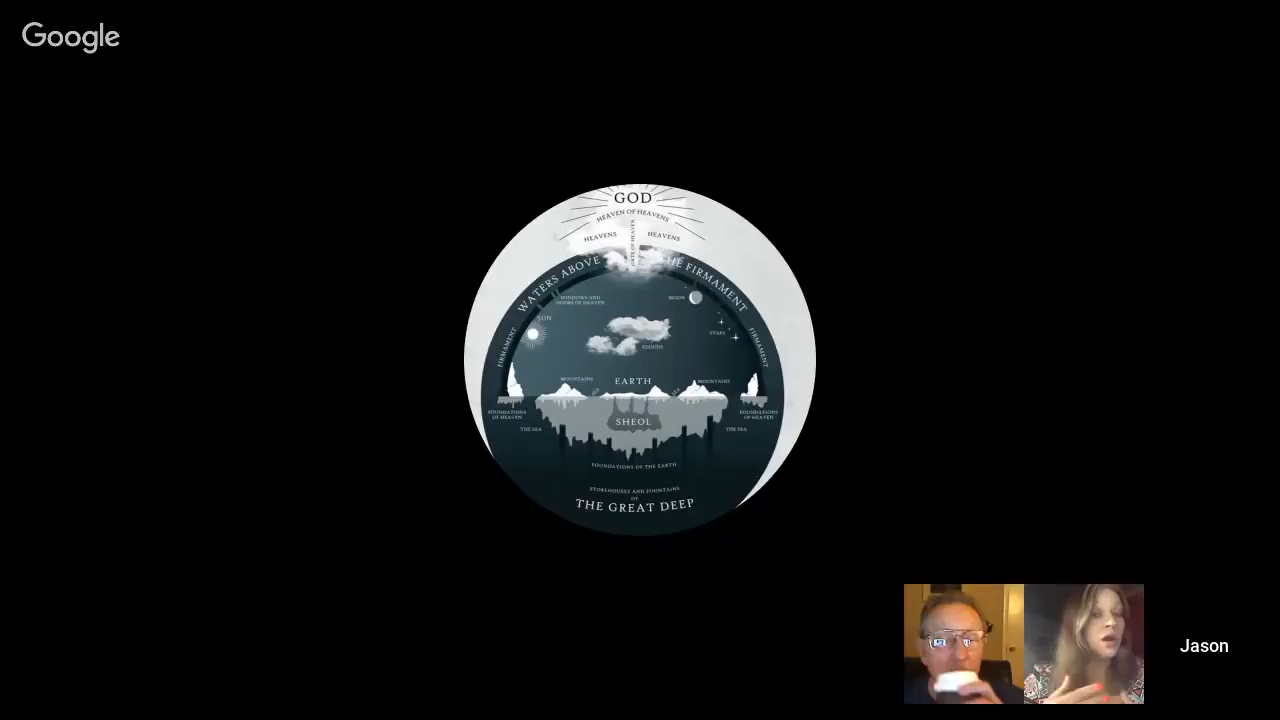 Google
GOD
HEAVEN OF HEAVENS
HEAVENS
HEAVENS
WATERS ABOVE
THE FIRMAMENT
WINDOWS AND
DOORS OF HEAVEN
MOON
SUN
STARS
FIRMAMENT
FIRMAMENT
CLOUDS
MOUNTAINS
EARTH
MOUNTAINS
SEA
FOUNDATIONS
OF HEAVEN
SHEOL
FOUNDATIONS
OF HEAVEN
THE SEA
THE SEA
FOUNDATIONS OF THE EARTH
STOREHOUSES AND FOUNTAINS
OF
THE GREAT DEEP
Jason